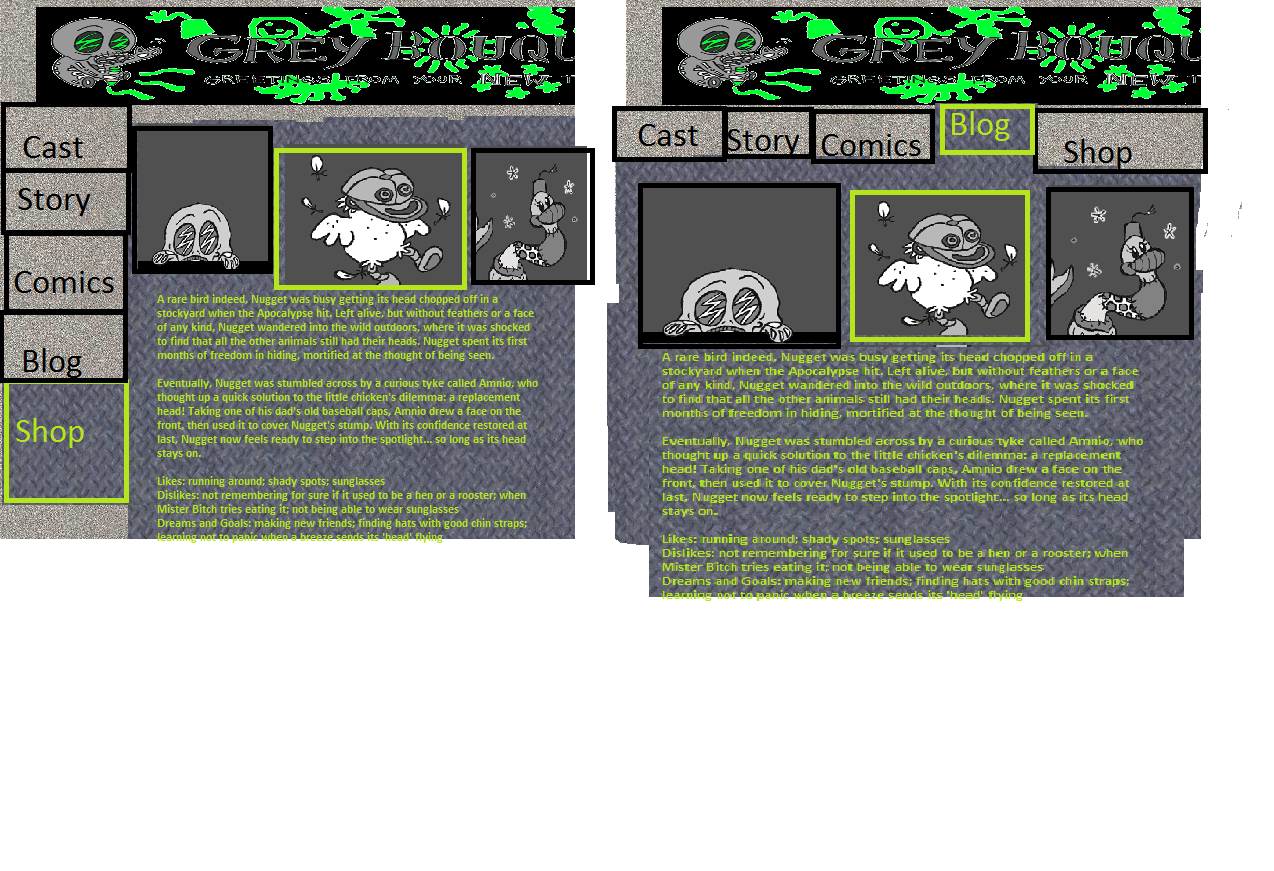 GREY BOUQU
GREETINGS FROM YOUR NEW T
Cast
Story
Comics
Blog
Shop
A rare bird indeed, Nugget was busy getting its head chopped off in a
stockyard when the Apocalypse hit. Left alive, but without feathers or a face
of any kind, Nugget wandered into the wild outdoors, where it was shocked
to find that all the other animals still had their heads. Nugget spent its first
months of freedom in hiding, mortified at the thought of being seen.
Eventually, Nugget was stumbled across by a curious tyke called Amnio, who
thought up a quick solution to the little chicken's dilemma: a replacement
head! Taking one of his dad's old baseball caps, Amnio drew a face on the
front, then used it to cover Nugget's stump. With its confidence restored at
last, Nugget now feels ready to step into the spotlight... so long as its head
stays on.
Likes: running around; shady spots; sunglasses
Dislikes: not remembering for sure if it used to be a hen or a rooster; when
Mister Bitch tries eating it; not being able to wear sunglasses
Dreams and Goals: making new friends; finding hats with good chin straps;
learning not to panic when a breeze sends its 'head' flying
GREY BOUQU
GREETINGS FROM YOUR NEW T
Cast
Story
Comics
Blog
Shop
A rare bird indeed, Nugget was busy getting its head chopped off in a
stockyard when the Apocalypse hit. Left alive, but without feathers or a face
of any kind, Nugget wandered into the wild outdoors, where it was shocked
to find that all the other animals still had their heads. Nugget spent its first
months of freedom in hiding, mortified at the thought of being seen.
Eventually, Nugget was stumbled across by a curious tyke called Amnio, who
thought up a quick solution to the little chicken's dilemma: a replacement
head! Taking one of his dad's old baseball caps, Amnio drew a face on the
front, then used it to cover Nugget's stump. With its confidence restored at
last, Nugget now feels ready to step into the spotlight... so long as its head
stays on.
Likes: running around; shady spots; sunglasses
Dislikes: not remembering for sure if it used to be a hen or a rooster; when
Mister Bitch tries eating it; not being able to wear sunglasses
Dreams and Goals: making new friends; finding hats with good chin straps;
learning not to panic when a breeze sends its 'head' flying